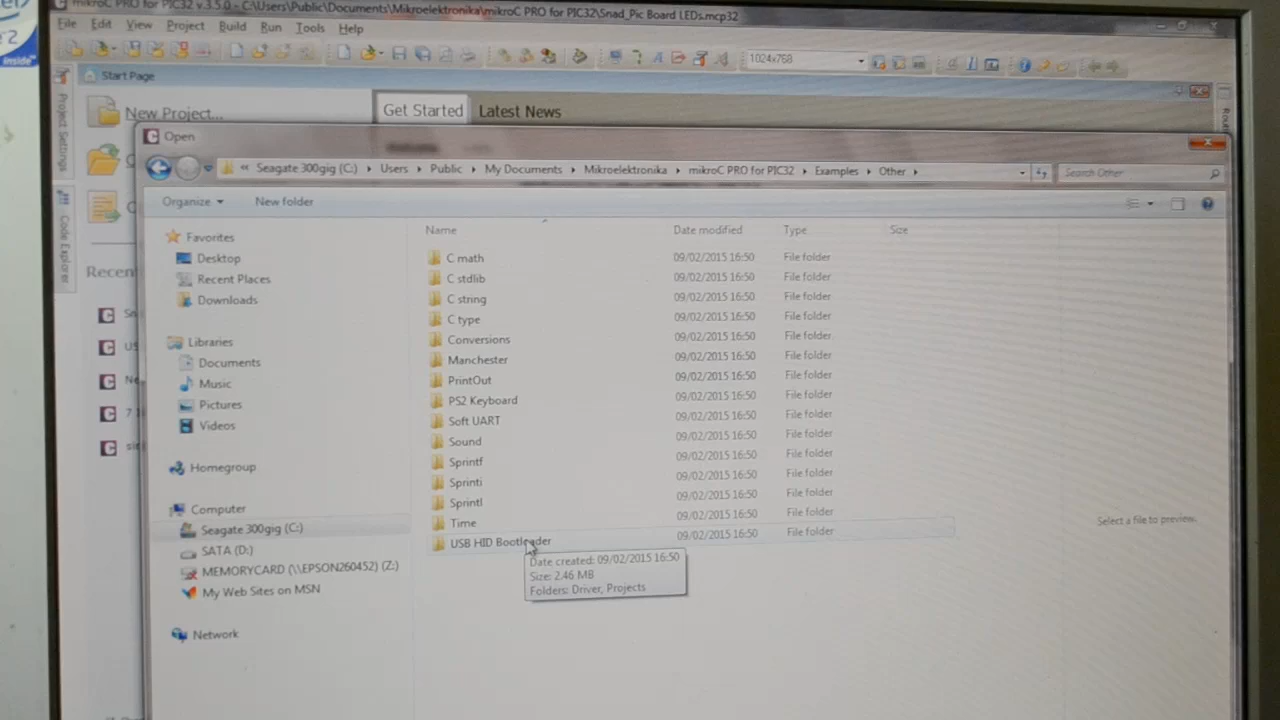 mikroC PRO for PIC32 v.3.5.0 - C:\Users\Public\Documents\Mikroelektronika\mikroC PRO for PIC32\Snad_Pic Board LEDs.mcp32
File Edit View Project Build Run Tools Help
inside
1024x768
Start Page
Project Settings
Code Explorer
New Project...
Get Started
Latest News
Recen
Open
« Seagate 300gig (C:) Users Public My Documents Mikroelektronika mikroC PRO for PIC32 Examples Other
Search Other
Organize New folder
Name Date modified Type Size
Favorites
Desktop
Recent Places
Downloads
Libraries
Documents
Music
Pictures
Videos
Homegroup
Computer
Seagate 300gig (C:)
SATA (D:)
MEMORYCARD (\\EPSON260452) (Z:)
My Web Sites on MSN
Network
C math 09/02/2015 16:50 File folder
C stdlib 09/02/2015 16:50 File folder
C string 09/02/2015 16:50 File folder
C type 09/02/2015 16:50 File folder
Conversions 09/02/2015 16:50 File folder
Manchester 09/02/2015 16:50 File folder
PrintOut 09/02/2015 16:50 File folder
PS2 Keyboard 09/02/2015 16:50 File folder
Soft UART 09/02/2015 16:50 File folder
Sound 09/02/2015 16:50 File folder
Sprintf 09/02/2015 16:50 File folder
Sprinti 09/02/2015 16:50 File folder
Sprintl 09/02/2015 16:50 File folder
Time 09/02/2015 16:50 File folder
USB HID Bootloader 09/02/2015 16:50 File folder
Date created: 09/02/2015 16:50
Size: 2.46 MB
Folders: Driver, Projects
Select a file to preview.